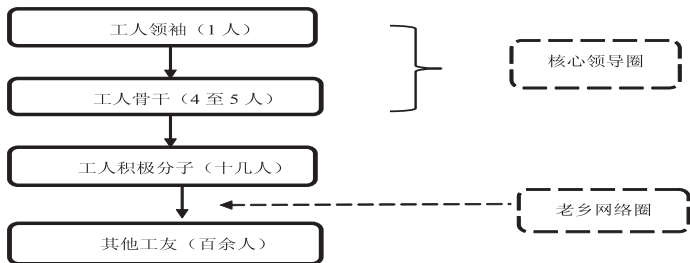 工人领袖（1 人）
核心领导圈
工人骨干（4 至 5 人）
工人积极分子（十几人）
老乡网络圈
其他工友（百余人）